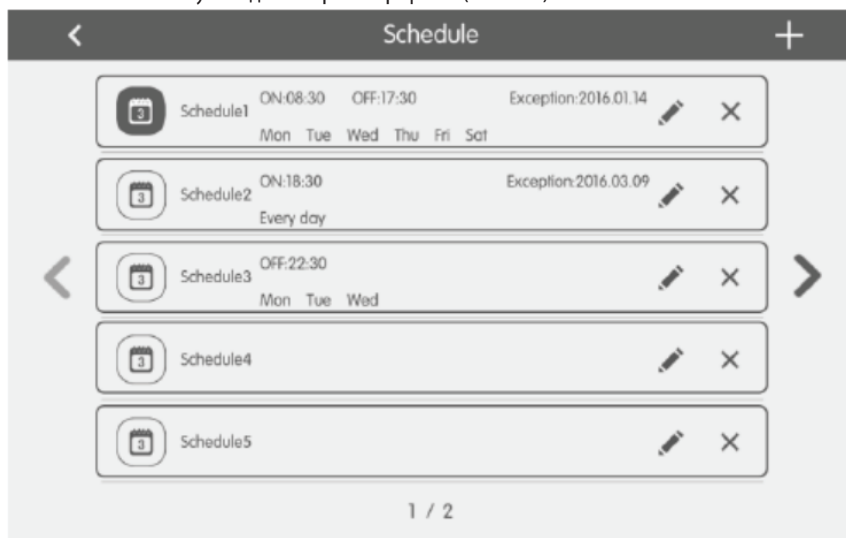 Schedule
Schedule1 ON:08:30 OFF:17:30 Exception:2016.01.14
Mon Tue Wed Thu Fri Sat
Schedule2 ON:18:30 Exception:2016.03.09
Every day
Schedule3 OFF:22:30
Mon Tue Wed
Schedule4
Schedule5
1 / 2